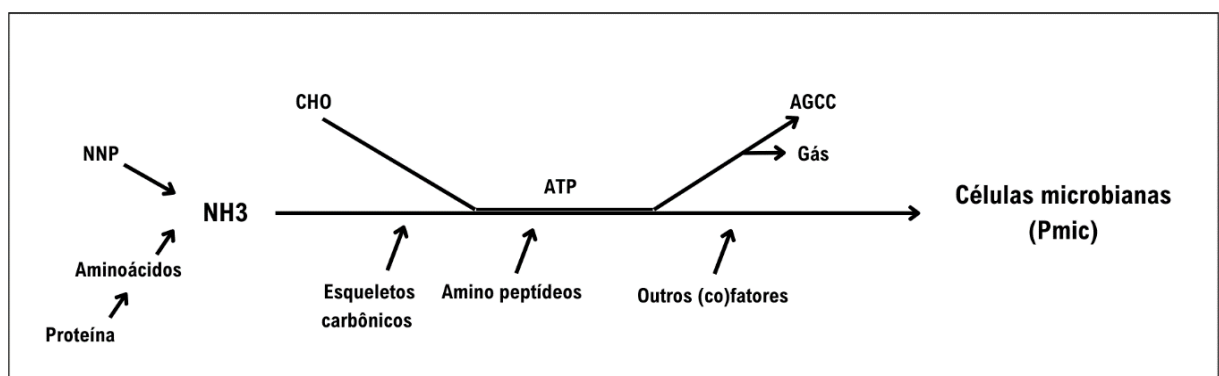 CHO
AGCC
NNP
Gás
ATP
NH3
Células microbianas
(Pmic)
Aminoácidos
Esqueletos
carbônicos
Amino peptídeos
Outros (co)fatores
Proteína